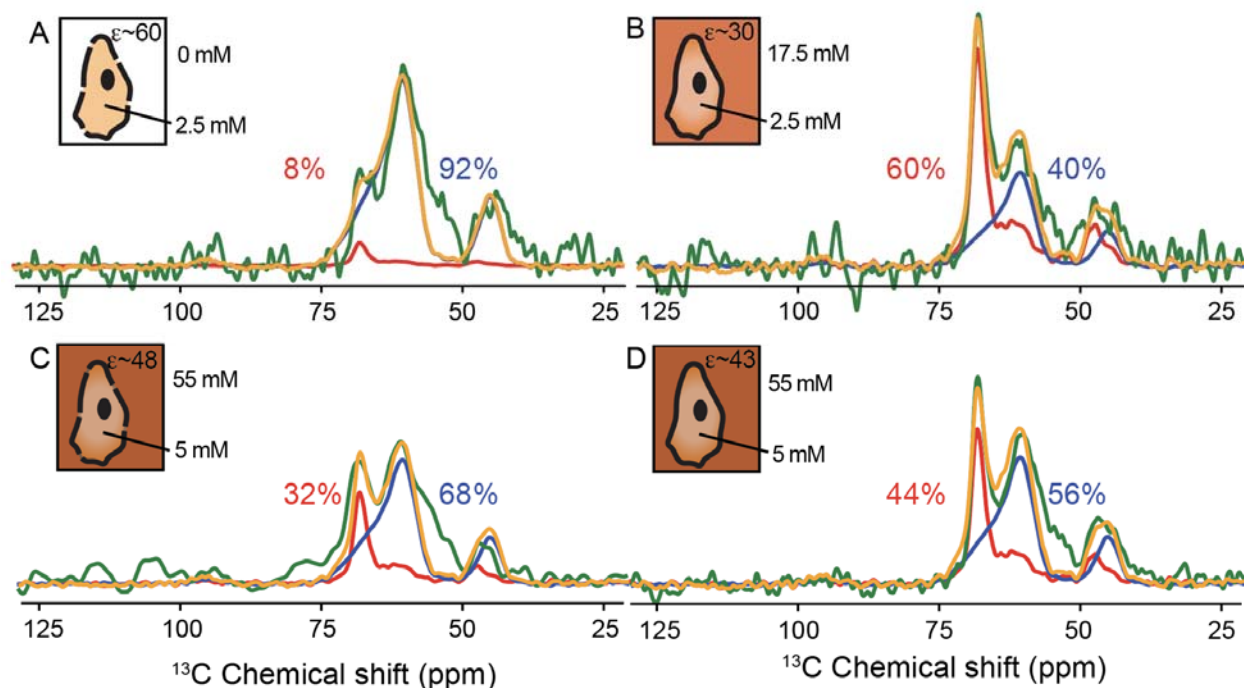 A
ε~60
0 mM
2.5 mM
8%
92%
125 100 75 50 25
B
ε~30
17.5 mM
2.5 mM
60%
40%
125 100 75 50 25
C
ε~48
55 mM
5 mM
32%
68%
125 100 75 50 25
¹³C Chemical shift (ppm)
D
ε~43
55 mM
5 mM
44%
56%
125 100 75 50 25
¹³C Chemical shift (ppm)